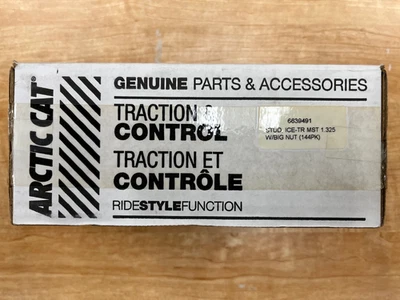 ARCTIC CAT®
GENUINE PARTS & ACCESSORIES
TRACTION &
CONTROL
TRACTION ET
CONTRÔLE
RIDESTYLEFUNCTION
6639491
STUD ICE-TR MST 1.325
W/BIG NUT (144PK)